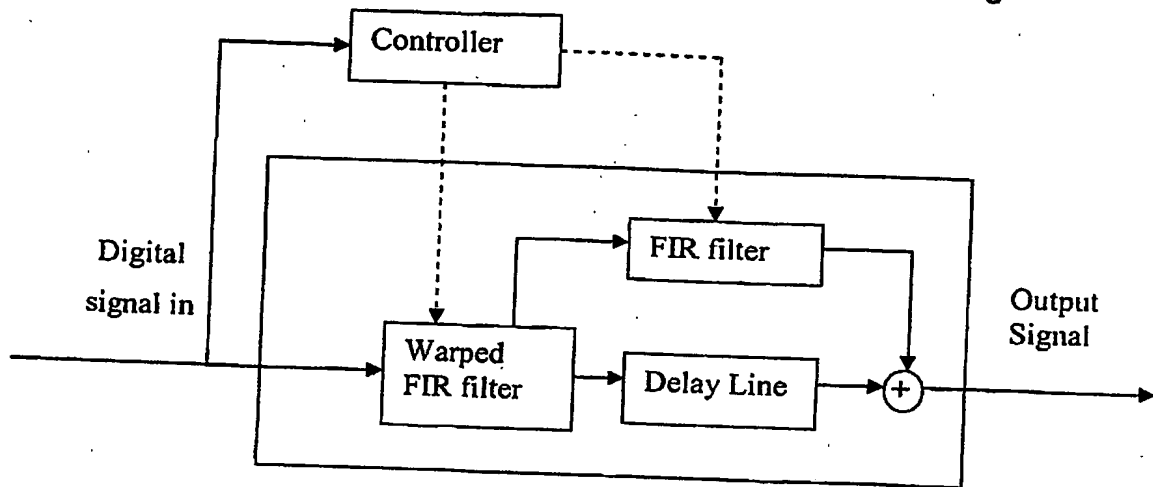 Controller
Digital
signal in
FIR filter
Output
Signal
Warped
FIR filter
Delay Line
+